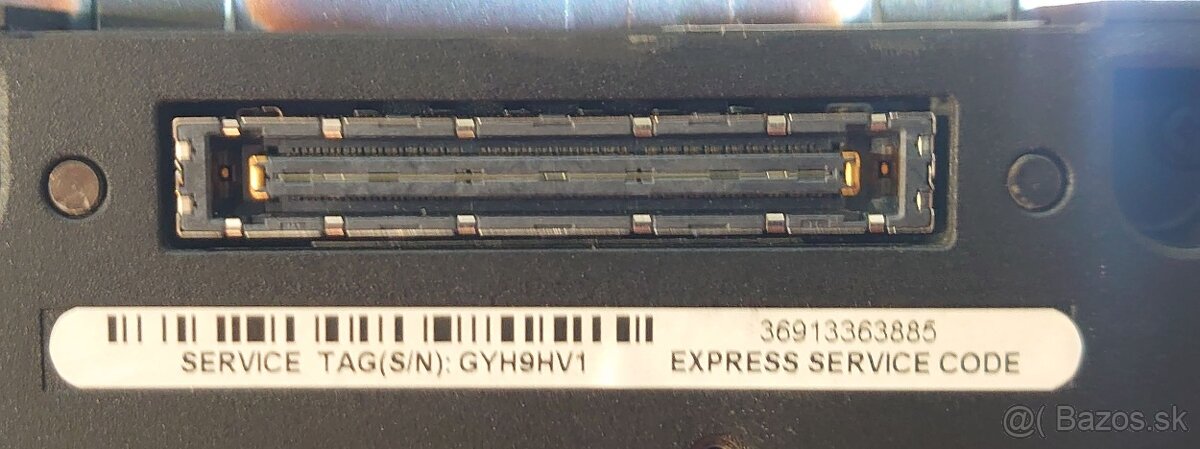 36913363885
SERVICE TAG(S/N): GYH9HV1 EXPRESS SERVICE CODE
@( Bazos.sk